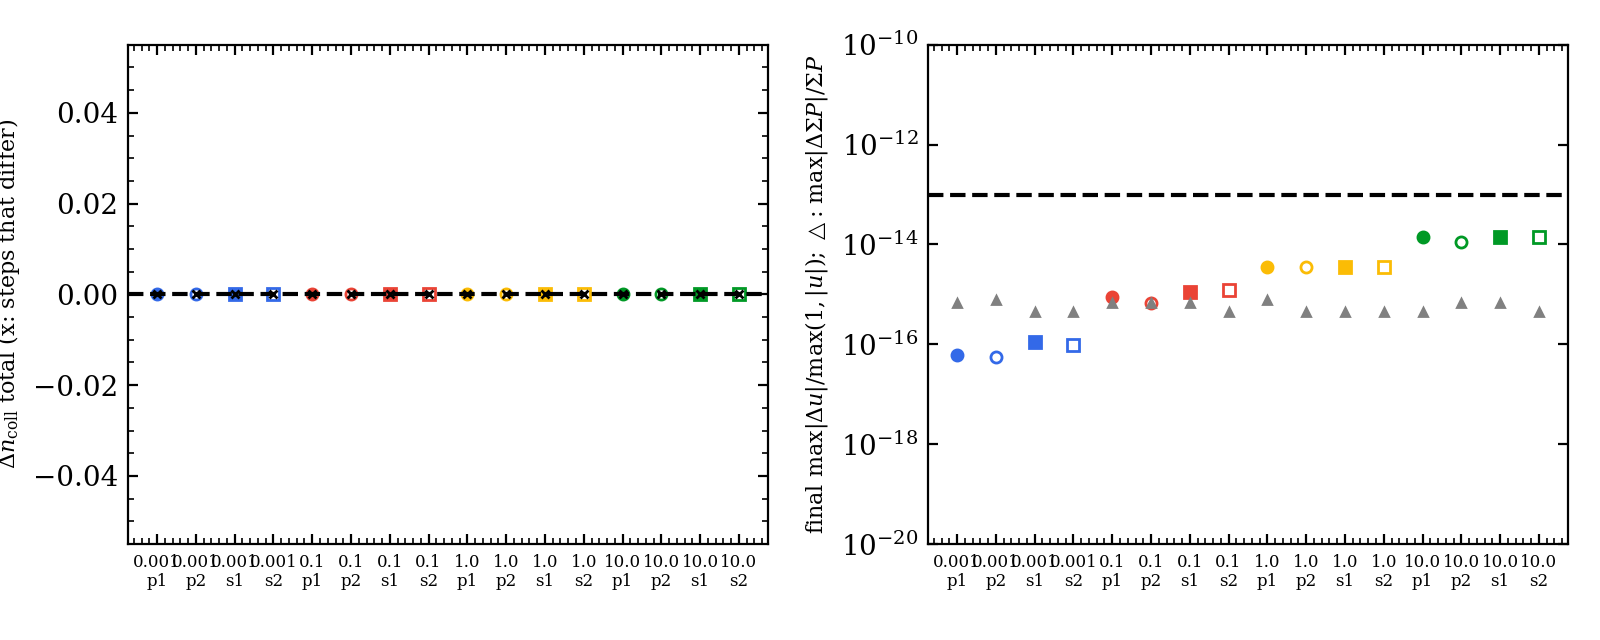 Δn_coll total (x: steps that differ)
0.04
0.02
0.00
−0.02
−0.04
0.001 0.001 0.001 0.001 0.1 0.1 0.1 0.1 1.0 1.0 1.0 1.0 10.0 10.0 10.0 10.0
p1 p2 s1 s2 p1 p2 s1 s2 p1 p2 s1 s2 p1 p2 s1 s2
final max|Δu|/max(1, |u|); △: max|ΔΣP|/ΣP
10⁻¹⁰
10⁻¹²
10⁻¹⁴
10⁻¹⁶
10⁻¹⁸
10⁻²⁰
0.001 0.001 0.001 0.001 0.1 0.1 0.1 0.1 1.0 1.0 1.0 1.0 10.0 10.0 10.0 10.0
p1 p2 s1 s2 p1 p2 s1 s2 p1 p2 s1 s2 p1 p2 s1 s2